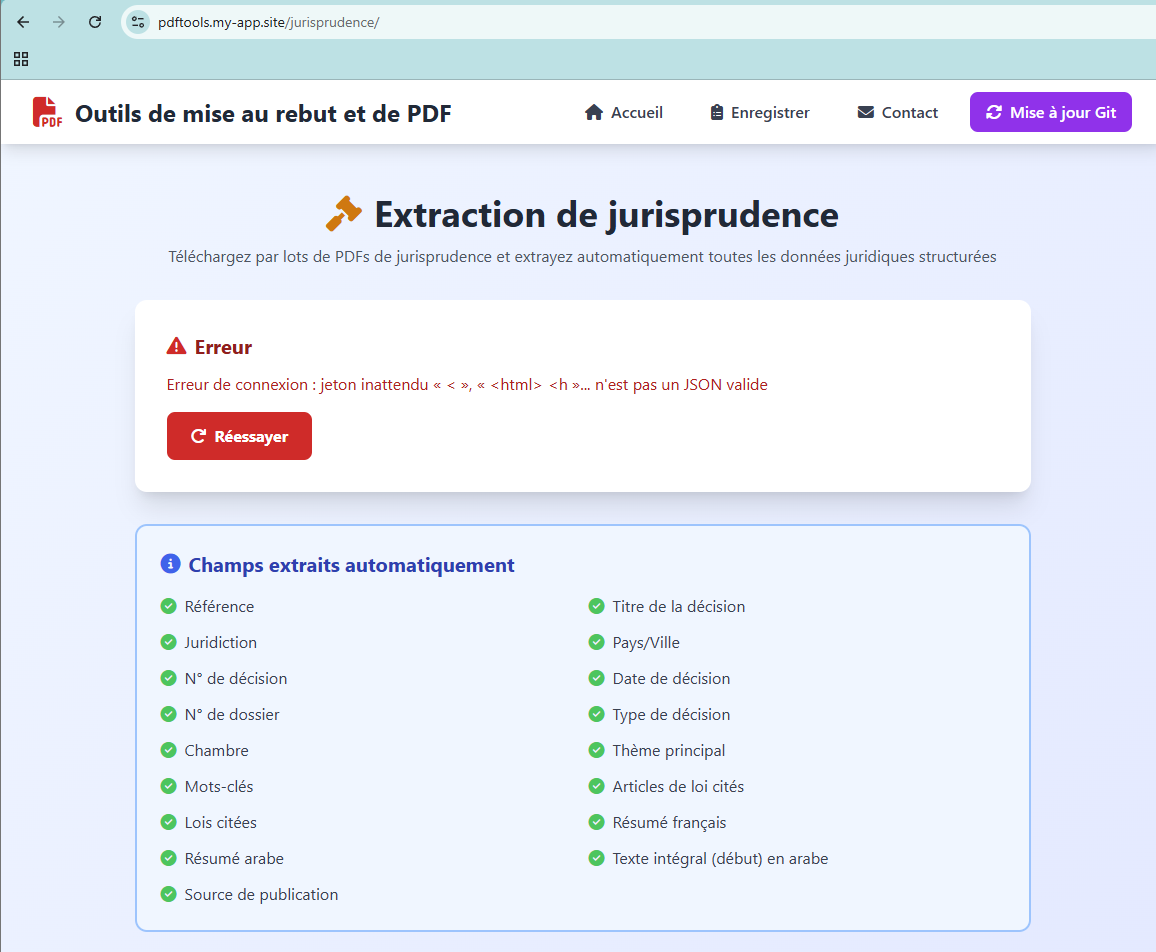 pdftools.my-app.site/jurisprudence/
PDF
Outils de mise au rebut et de PDF
Accueil
Enregistrer
Contact
Mise à jour Git
Extraction de jurisprudence
Téléchargez par lots de PDFs de jurisprudence et extrayez automatiquement toutes les données juridiques structurées
Erreur
Erreur de connexion : jeton inattendu « < », « <html> <h »... n'est pas un JSON valide
Réessayer
Champs extraits automatiquement
Référence
Titre de la décision
Juridiction
Pays/Ville
N° de décision
Date de décision
N° de dossier
Type de décision
Chambre
Thème principal
Mots-clés
Articles de loi cités
Lois citées
Résumé français
Résumé arabe
Texte intégral (début) en arabe
Source de publication